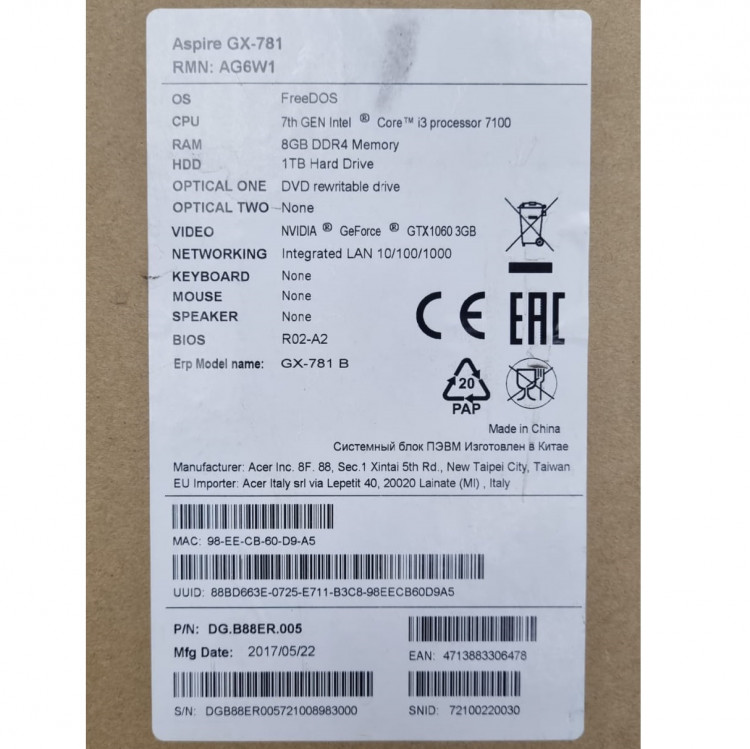 Aspire GX-781
RMN: AG6W1
OS FreeDOS
CPU 7th GEN Intel ® Core™ i3 processor 7100
RAM 8GB DDR4 Memory
HDD 1TB Hard Drive
OPTICAL ONE DVD rewritable drive
OPTICAL TWO None
VIDEO NVIDIA ® GeForce ® GTX1060 3GB
NETWORKING Integrated LAN 10/100/1000
KEYBOARD None
MOUSE None
SPEAKER None
BIOS R02-A2
Erp Model name: GX-781 B
CE EAC
20
PAP
Made in China
Системный блок ПЭВМ Изготовлен в Китае
Manufacturer: Acer Inc. 8F. 88, Sec.1 Xintai 5th Rd., New Taipei City, Taiwan
EU Importer: Acer Italy srl via Lepetit 40, 20020 Lainate (MI) , Italy
MAC: 98-EE-CB-60-D9-A5
UUID: 88BD663E-0725-E711-B3C8-98EECB60D9A5
P/N: DG.B88ER.005
Mfg Date: 2017/05/22
EAN: 4713883306478
S/N: DGB88ER005721008983000
SNID: 72100220030